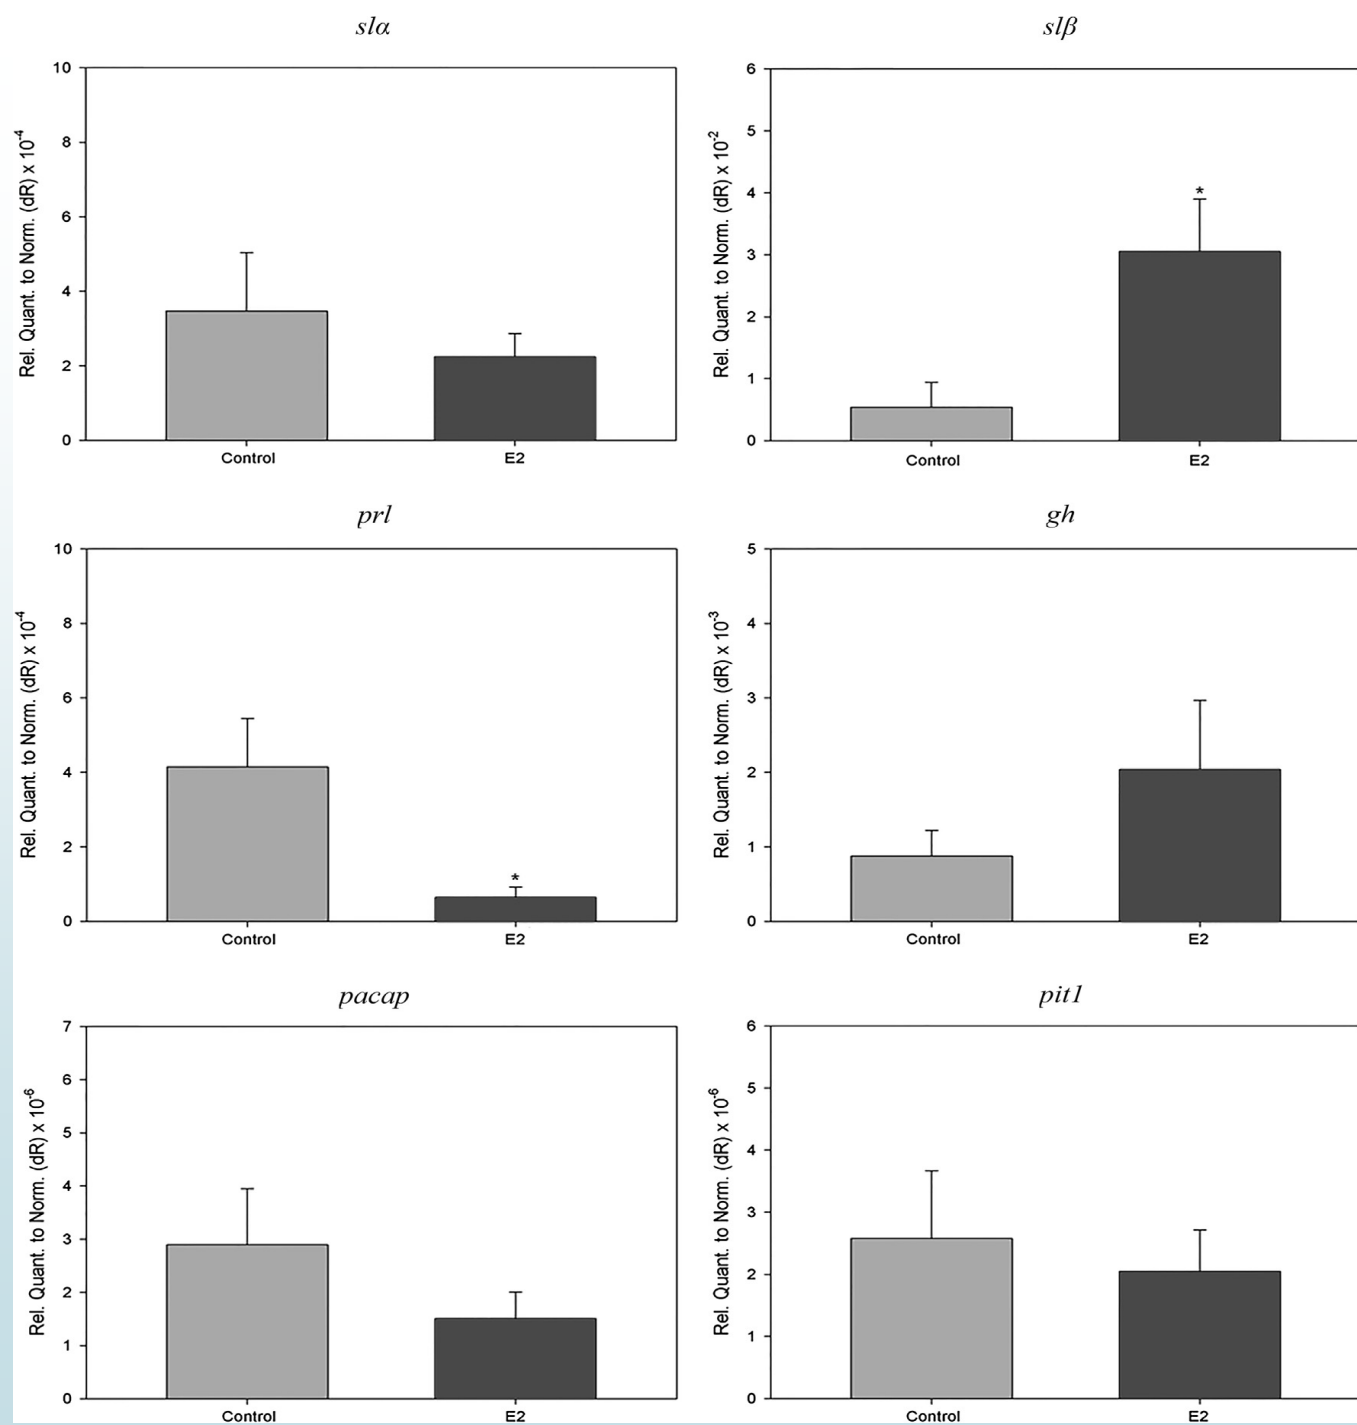 slα
Rel. Quant. to Norm. (dR) x 10⁻⁴
10
8
6
4
2
0
Control
E2
slβ
Rel. Quant. to Norm. (dR) x 10⁻²
6
5
4
3
2
1
0
*
Control
E2
prl
Rel. Quant. to Norm. (dR) x 10⁻⁴
10
8
6
4
2
0
*
Control
E2
gh
Rel. Quant. to Norm. (dR) x 10⁻³
5
4
3
2
1
0
Control
E2
pacap
Rel. Quant. to Norm. (dR) x 10⁻⁶
7
6
5
4
3
2
1
0
Control
E2
pit1
Rel. Quant. to Norm. (dR) x 10⁻⁶
6
5
4
3
2
1
0
Control
E2